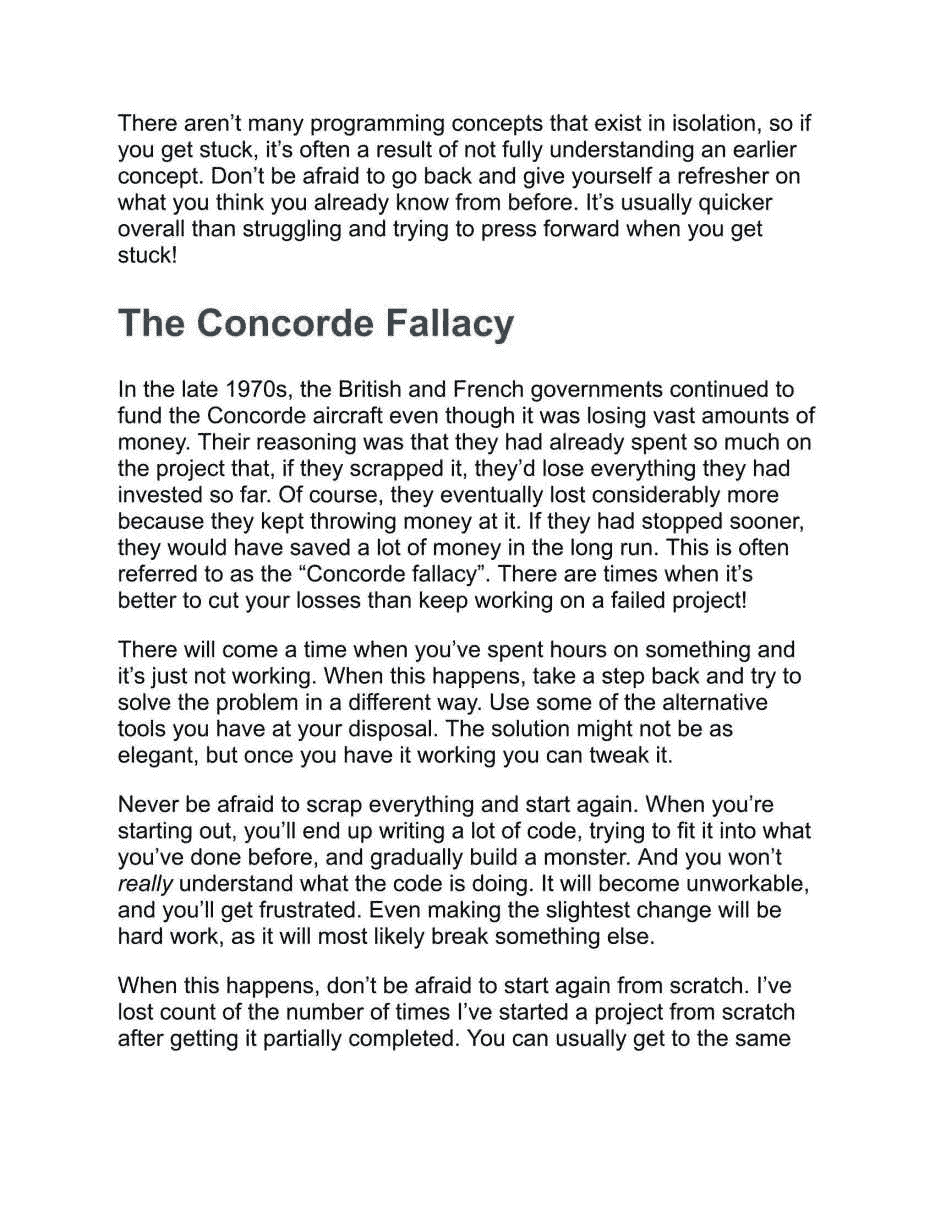 There aren’t many programming concepts that exist in isolation, so if
you get stuck, it’s often a result of not fully understanding an earlier
concept. Don’t be afraid to go back and give yourself a refresher on
what you think you already know from before. It’s usually quicker
overall than struggling and trying to press forward when you get
stuck!
The Concorde Fallacy
In the late 1970s, the British and French governments continued to
fund the Concorde aircraft even though it was losing vast amounts of
money. Their reasoning was that they had already spent so much on
the project that, if they scrapped it, they’d lose everything they had
invested so far. Of course, they eventually lost considerably more
because they kept throwing money at it. If they had stopped sooner,
they would have saved a lot of money in the long run. This is often
referred to as the “Concorde fallacy”. There are times when it’s
better to cut your losses than keep working on a failed project!
There will come a time when you’ve spent hours on something and
it’s just not working. When this happens, take a step back and try to
solve the problem in a different way. Use some of the alternative
tools you have at your disposal. The solution might not be as
elegant, but once you have it working you can tweak it.
Never be afraid to scrap everything and start again. When you’re
starting out, you’ll end up writing a lot of code, trying to fit it into what
you’ve done before, and gradually build a monster. And you won’t
really understand what the code is doing. It will become unworkable,
and you’ll get frustrated. Even making the slightest change will be
hard work, as it will most likely break something else.
When this happens, don’t be afraid to start again from scratch. I’ve
lost count of the number of times I’ve started a project from scratch
after getting it partially completed. You can usually get to the same